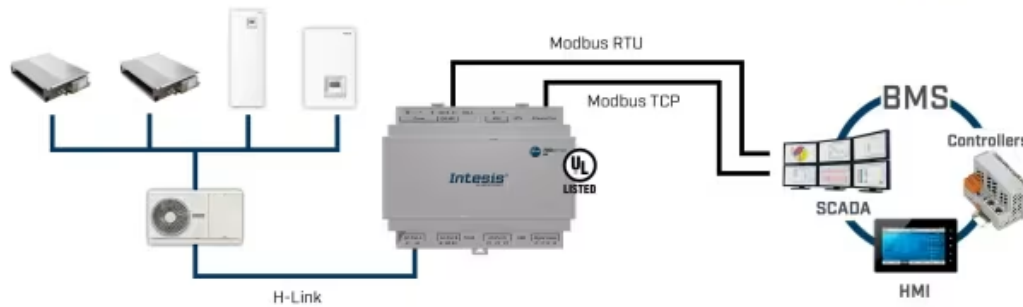 Modbus RTU
Modbus TCP
BMS
Controllers
Intesis
UL
LISTED
SCADA
HMI
H-Link